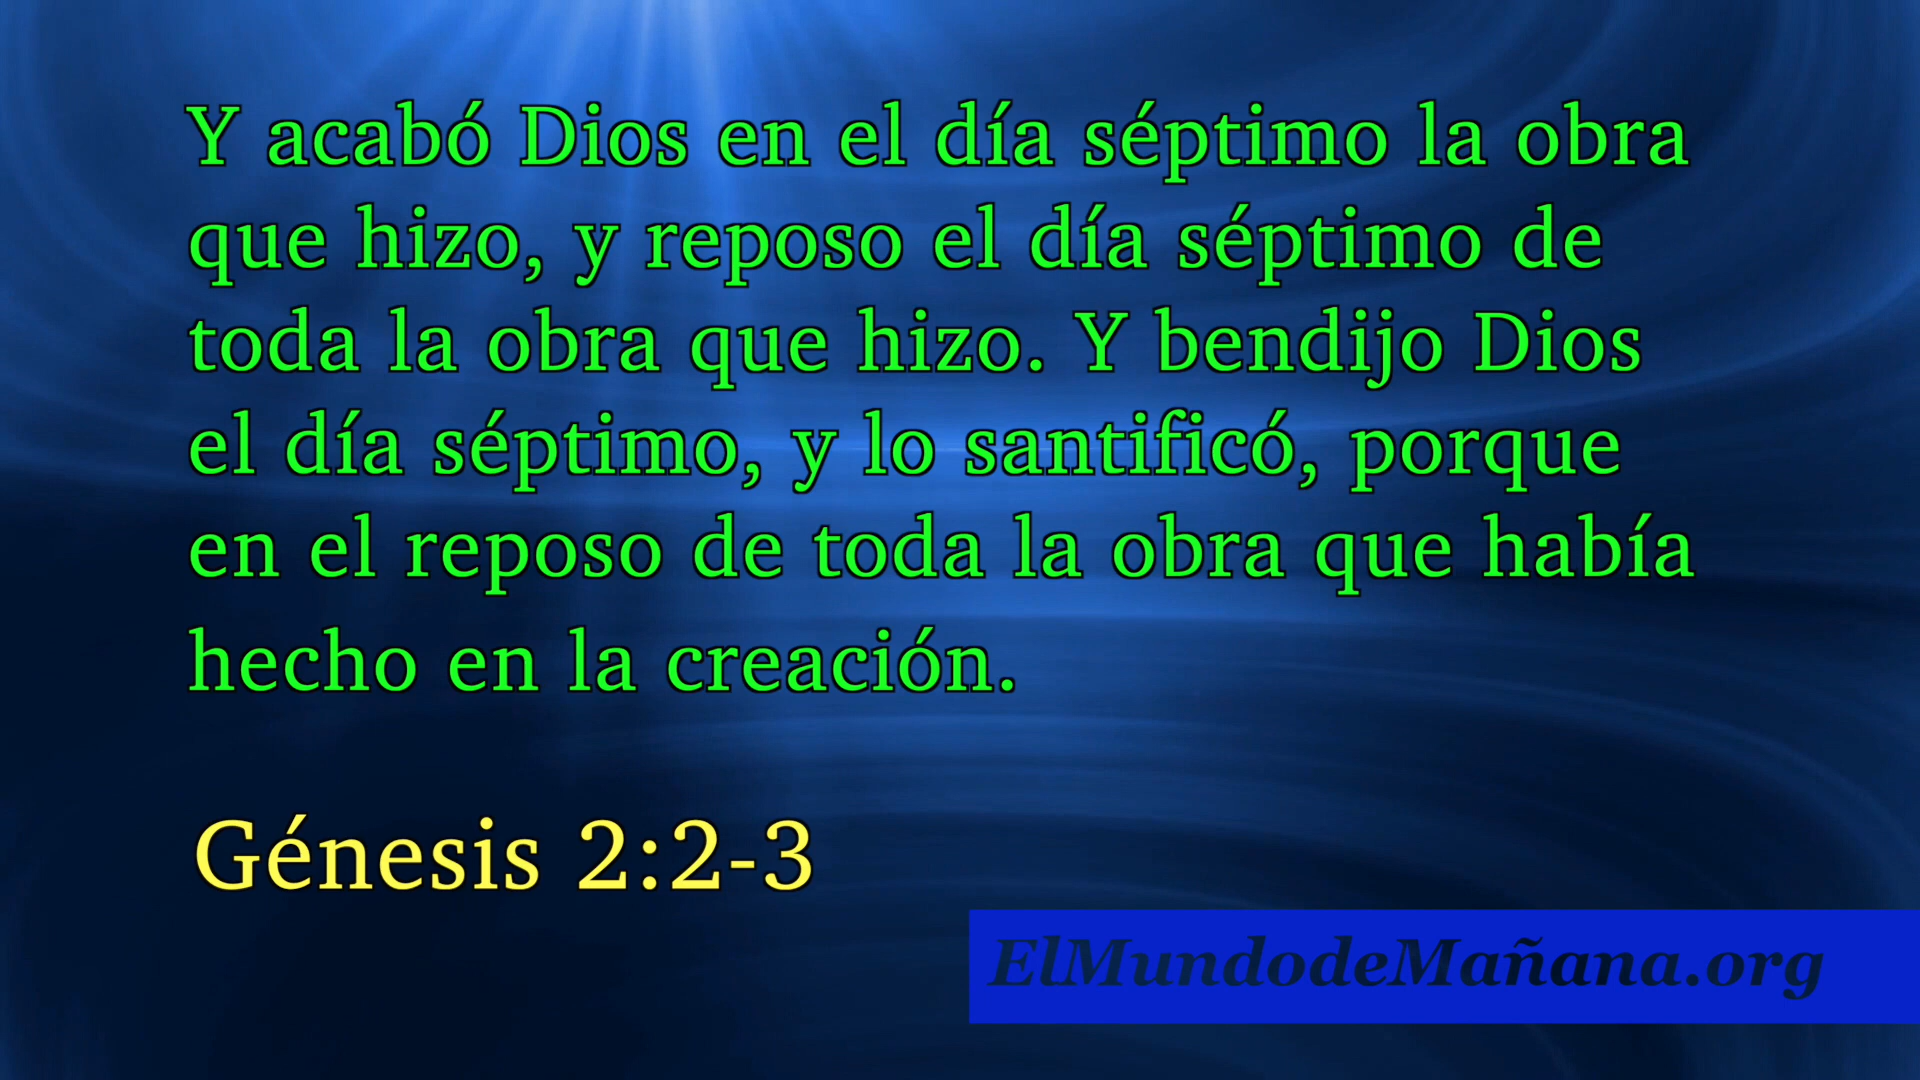 Y acabó Dios en el día séptimo la obra
que hizo, y reposo el día séptimo de
toda la obra que hizo. Y bendijo Dios
el día séptimo, y lo santificó, porque
en el reposo de toda la obra que había
hecho en la creación.
Génesis 2:2-3
ElMundodeMañana.org